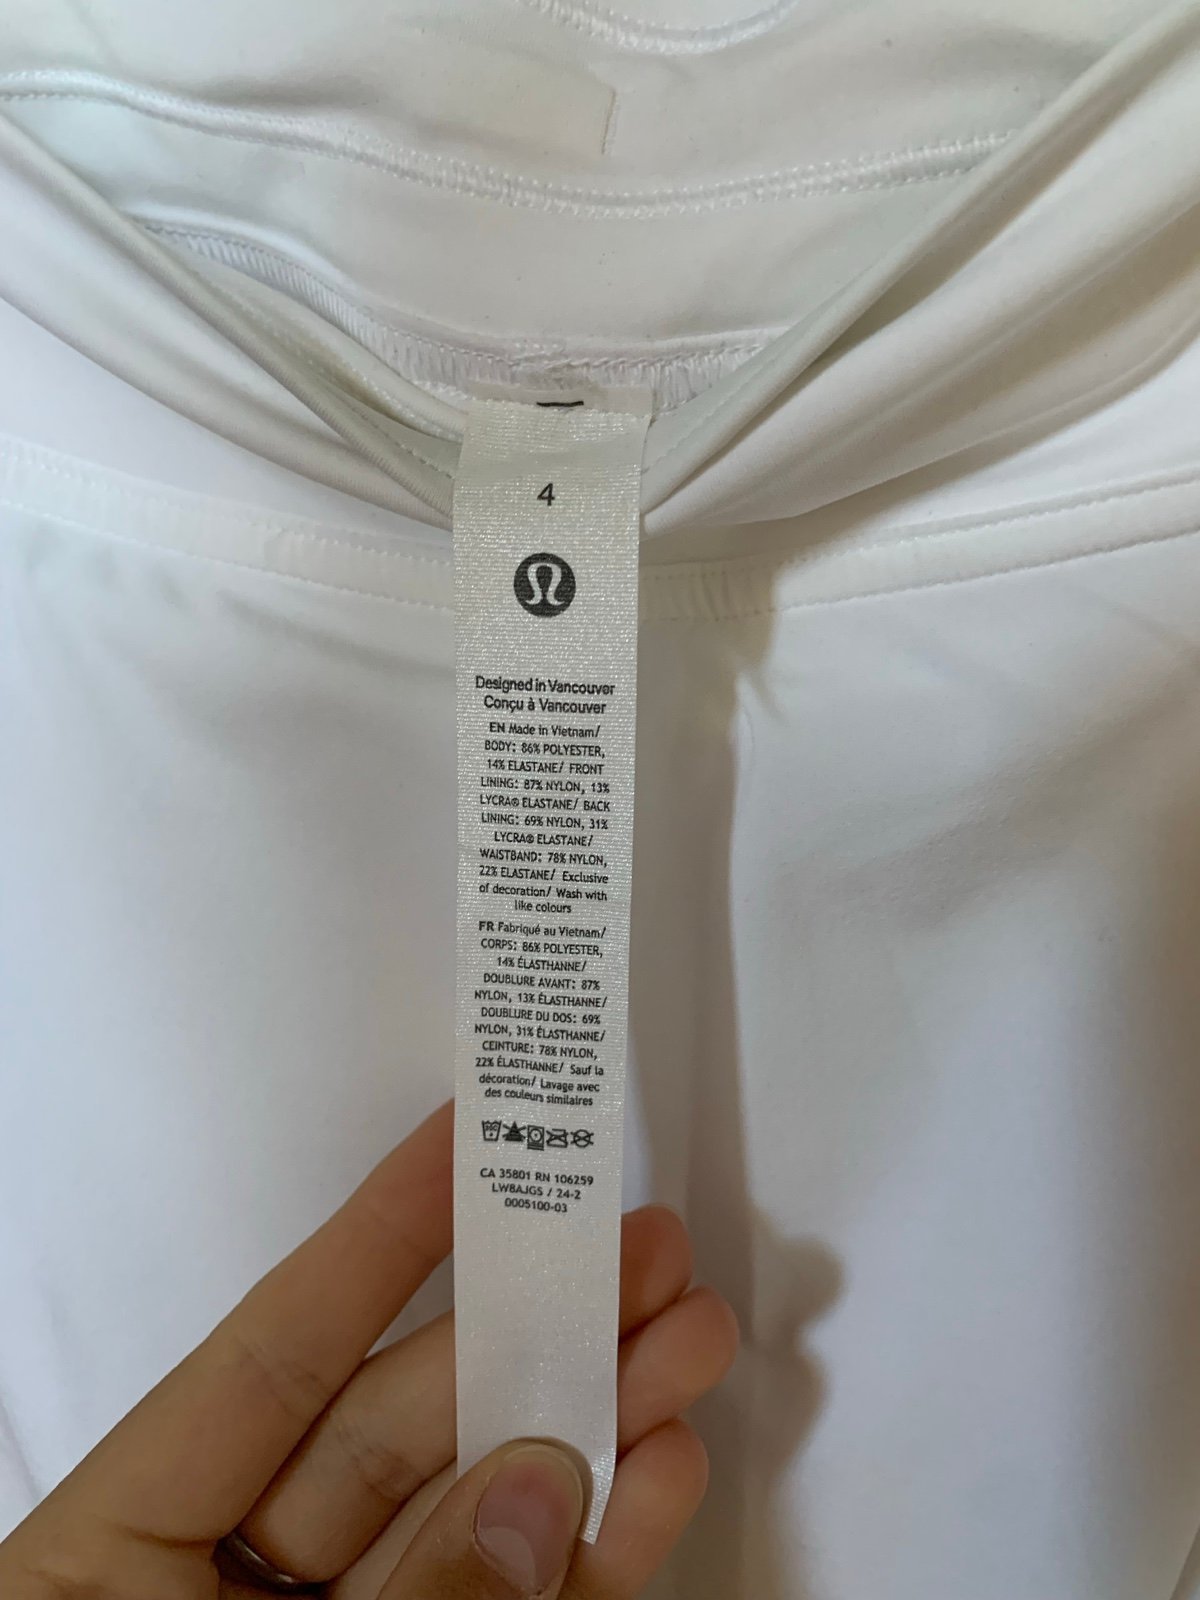 4
Designed in Vancouver
Conçu à Vancouver
EN Made in Vietnam/
BODY: 86% POLYESTER,
14% ELASTANE/ FRONT
LINING: 87% NYLON, 13%
LYCRA® ELASTANE/ BACK
LINING: 69% NYLON, 31%
LYCRA® ELASTANE/
WAISTBAND: 78% NYLON,
22% ELASTANE/ Exclusive
of decoration/ Wash with
like colours
FR Fabriqué au Vietnam/
CORPS: 86% POLYESTER,
14% ÉLASTHANNE/
DOUBLURE AVANT: 87%
NYLON, 13% ÉLASTHANNE/
DOUBLURE DU DOS: 69%
NYLON, 31% ÉLASTHANNE/
CEINTURE: 78% NYLON,
22% ÉLASTHANNE/ Sauf la
décoration/ Lavage avec
des couleurs similaires
CA 35801 RN 106259
LW8AJGS / 24-2
0005100-03